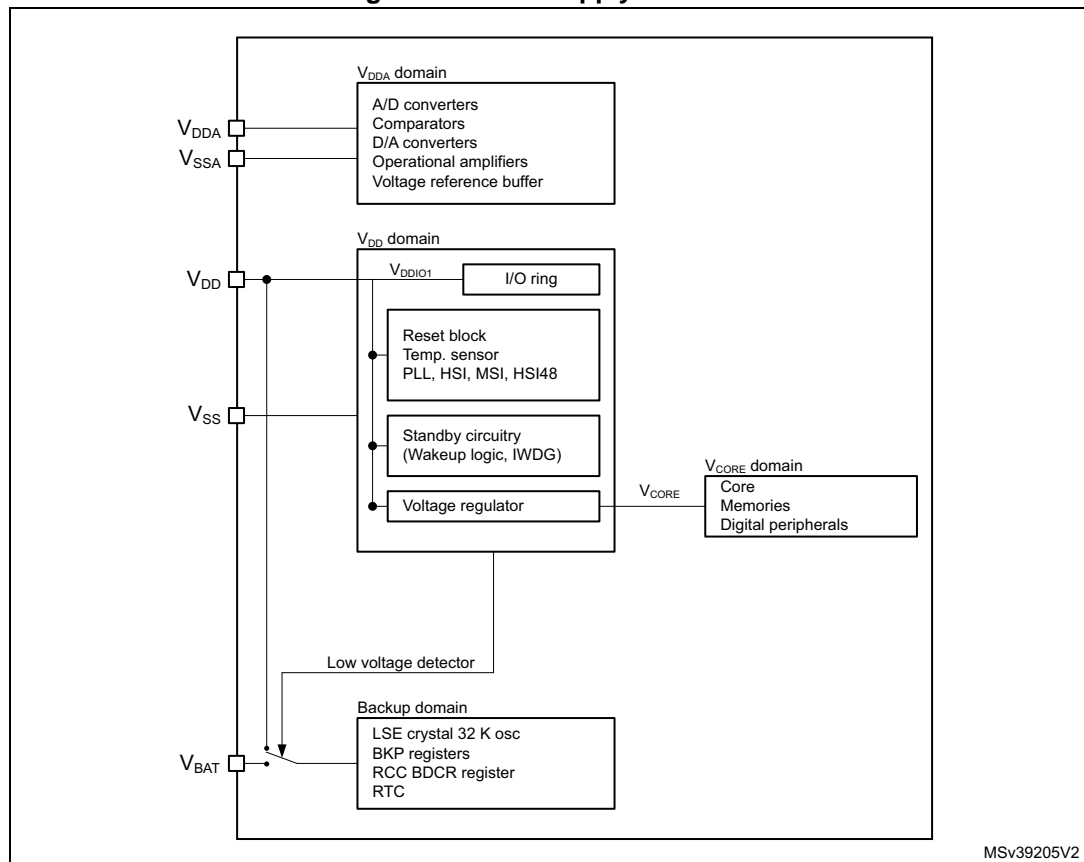 V_DDA domain
A/D converters
Comparators
D/A converters
Operational amplifiers
Voltage reference buffer
V_DDA
V_SSA
V_DD domain
V_DD
V_DDIO1
I/O ring
Reset block
Temp. sensor
PLL, HSI, MSI, HSI48
V_SS
Standby circuitry
(Wakeup logic, IWDG)
Voltage regulator
V_CORE
V_CORE domain
Core
Memories
Digital peripherals
Low voltage detector
Backup domain
LSE crystal 32 K osc
BKP registers
RCC BDCR register
RTC
V_BAT
MSv39205V2